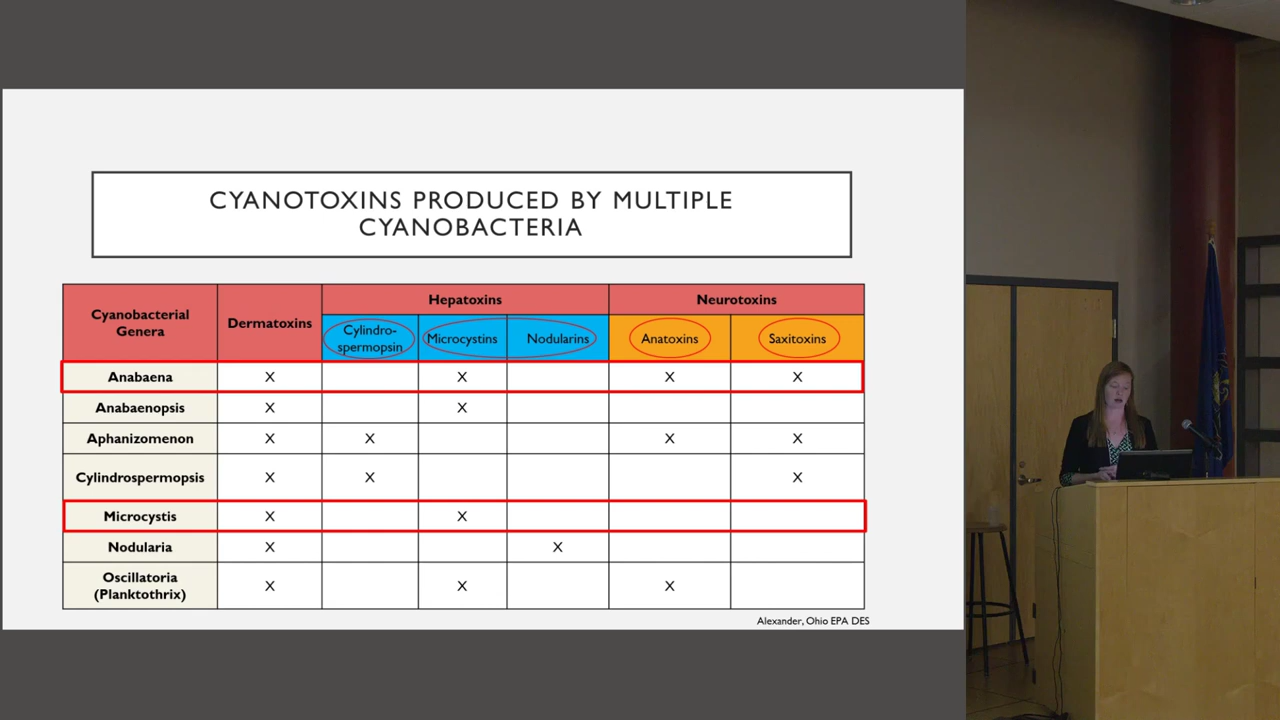 CYANOTOXINS PRODUCED BY MULTIPLE
CYANOBACTERIA
Cyanobacterial
Genera
Dermatoxins
Hepatoxins
Neurotoxins
Cylindro-
spermopsin
Microcystins
Nodularins
Anatoxins
Saxitoxins
Anabaena X X X X
Anabaenopsis X X
Aphanizomenon X X X X
Cylindrospermopsis X X X
Microcystis X X
Nodularia X X
Oscillatoria
(Planktothrix) X X X
Alexander, Ohio EPA DES